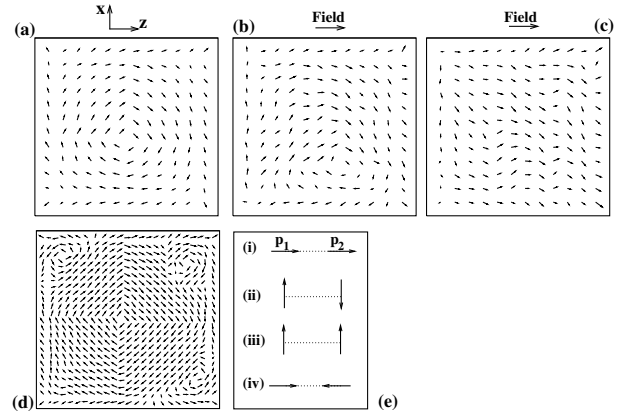 x
z
(a)
(b)
Field
Field
(c)
(d)
(i) p1 p2
(ii)
(iii)
(iv)
(e)